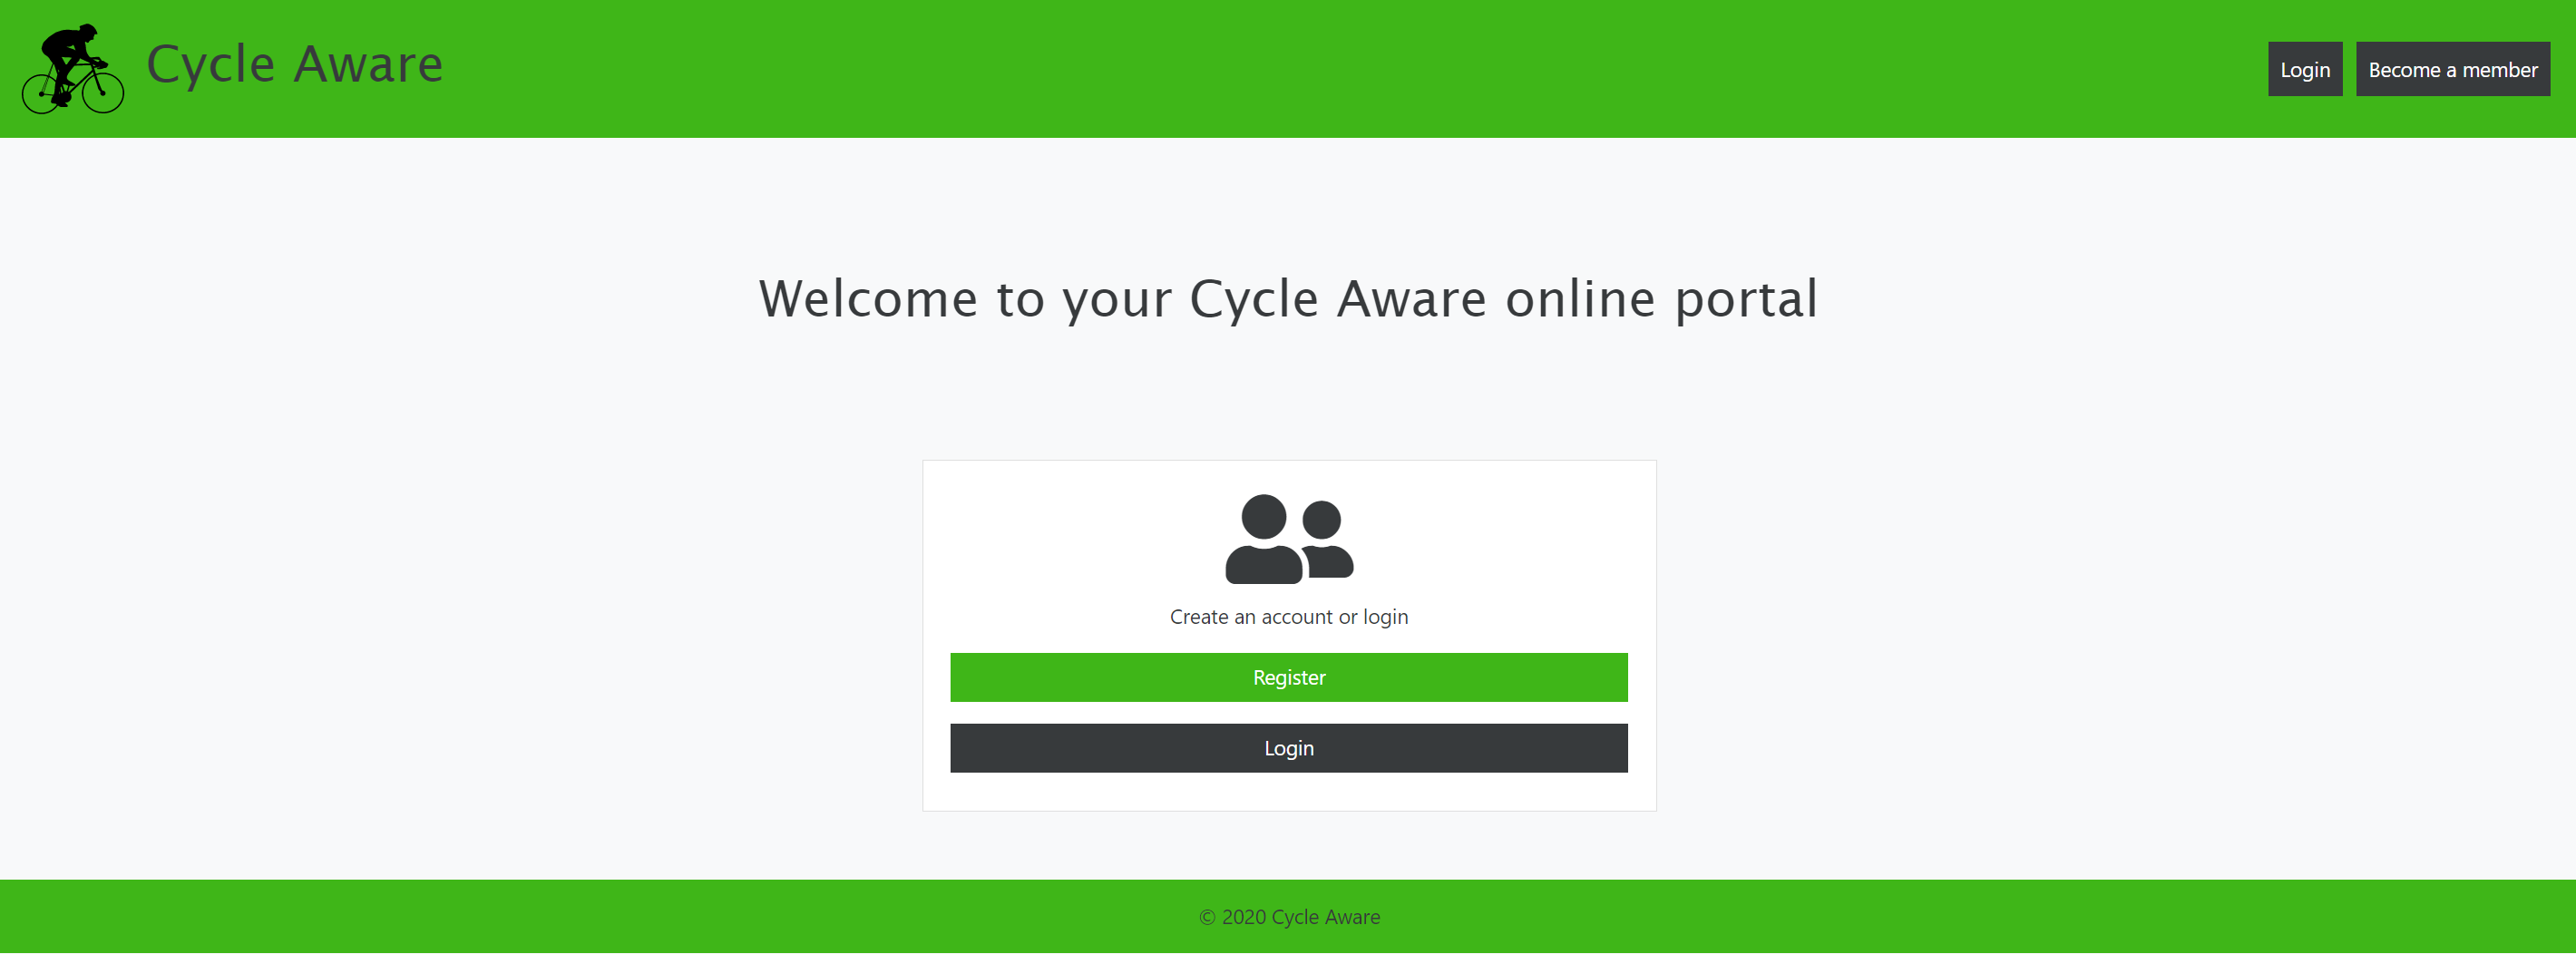 Cycle Aware
Login
Become a member
Welcome to your Cycle Aware online portal
Create an account or login
Register
Login
© 2020 Cycle Aware